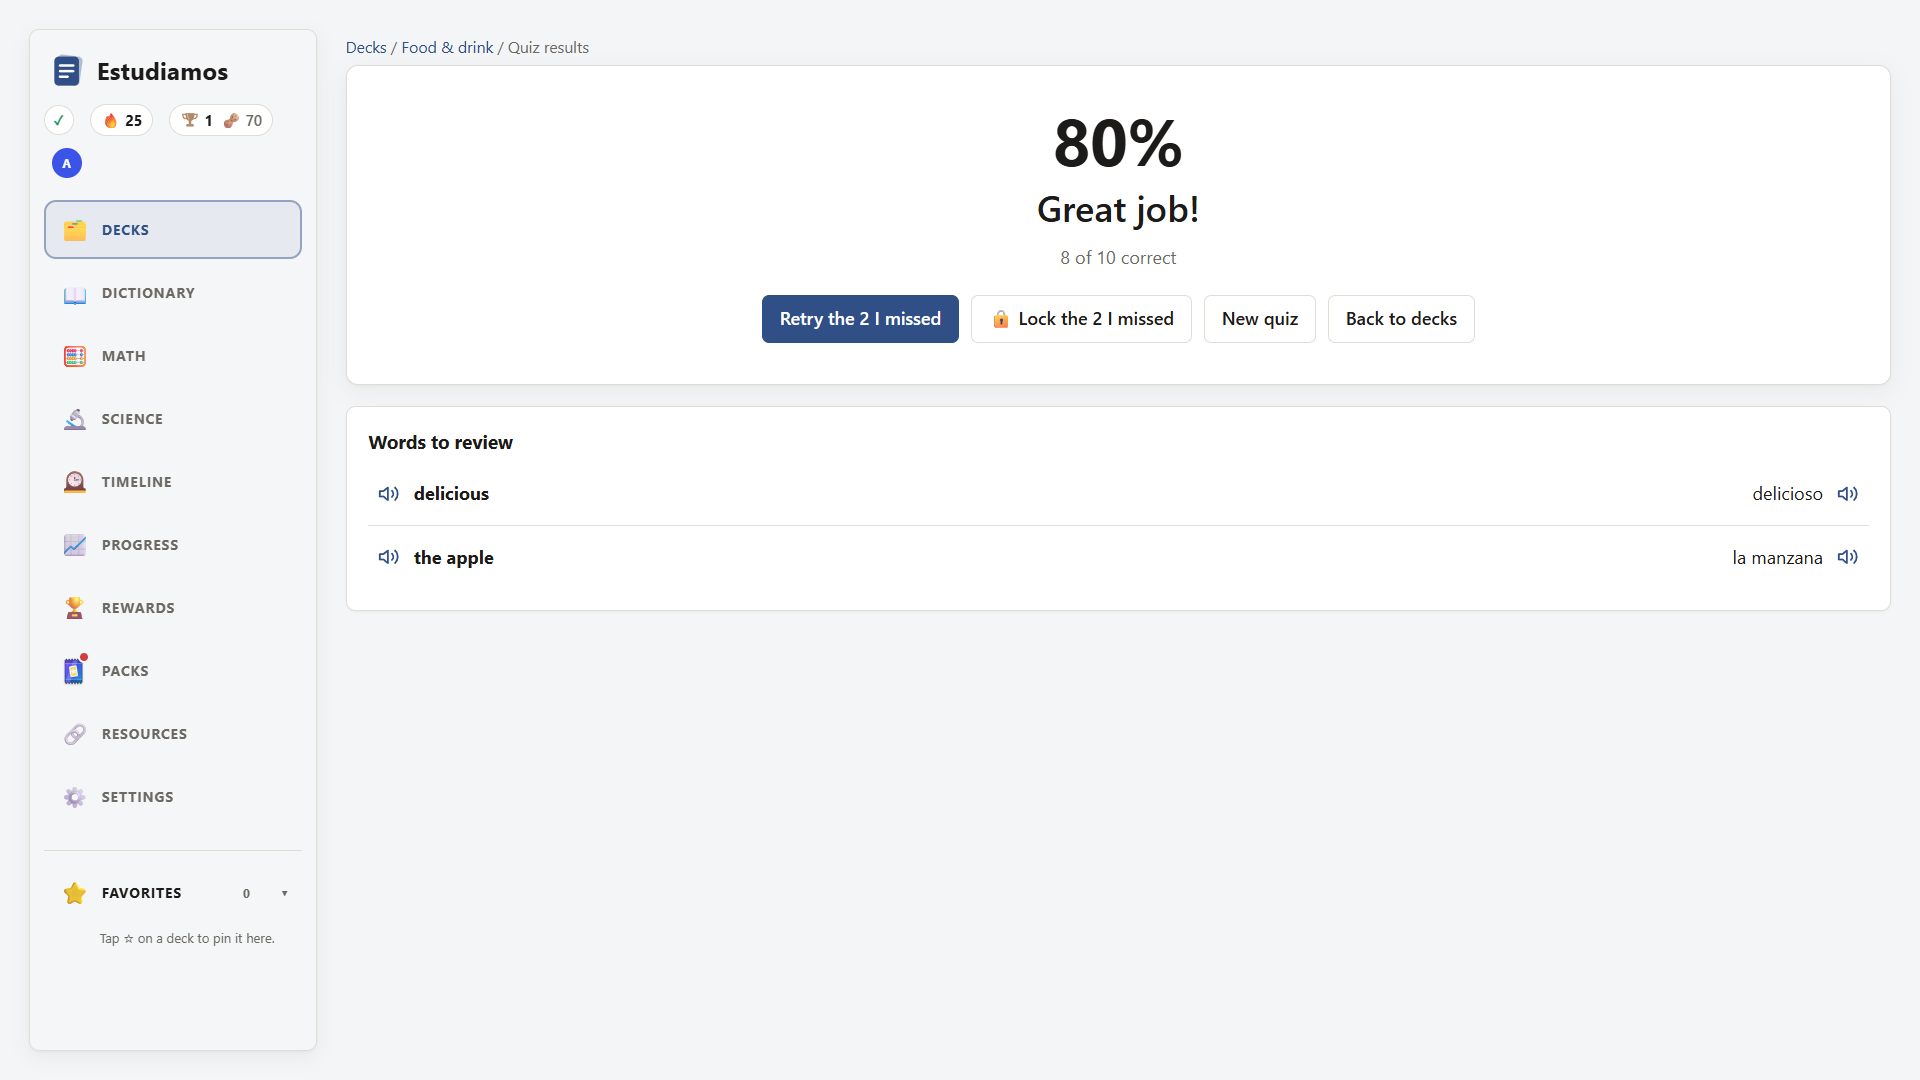 Estudiamos
✓ 25 1 70
A
DECKS
DICTIONARY
MATH
SCIENCE
TIMELINE
PROGRESS
REWARDS
PACKS
RESOURCES
SETTINGS
FAVORITES 0 ▾
Tap ☆ on a deck to pin it here.
Decks / Food & drink / Quiz results
80%
Great job!
8 of 10 correct
Retry the 2 I missed
Lock the 2 I missed
New quiz
Back to decks
Words to review
delicious delicioso
the apple la manzana